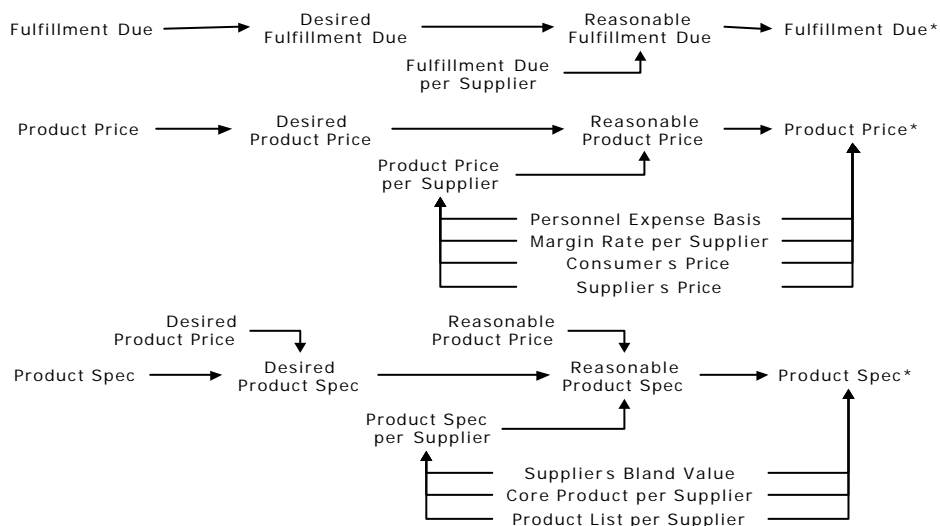 Fulfillment Due
Desired
Fulfillment Due
Reasonable
Fulfillment Due
Fulfillment Due*
Fulfillment Due
per Supplier
Product Price
Desired
Product Price
Reasonable
Product Price
Product Price*
Product Price
per Supplier
Personnel Expense Basis
Margin Rate per Supplier
Consumer s Price
Supplier s Price
Desired
Product Price
Reasonable
Product Price
Product Spec
Desired
Product Spec
Reasonable
Product Spec
Product Spec*
Product Spec
per Supplier
Suppliers Bland Value
Core Product per Supplier
Product List per Supplier